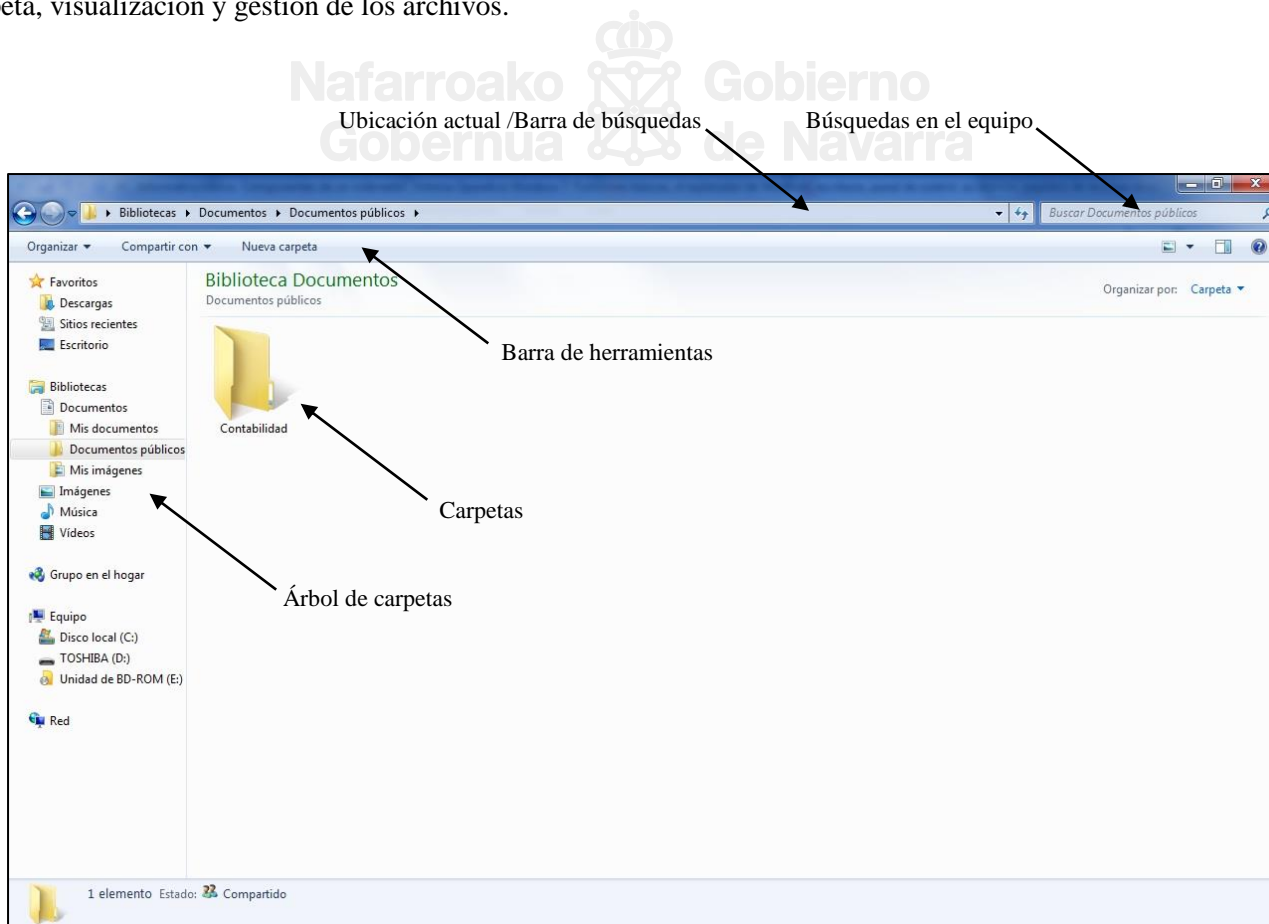 eta, visualización y gestión de los archivos.
Nafarroako Gobierno
Gobernua de Navarra
Ubicación actual /Barra de búsquedas
Búsquedas en el equipo
Bibliotecas Documentos Documentos públicos
Buscar Documentos públicos
Organizar Compartir con Nueva carpeta
Favoritos
Descargas
Sitios recientes
Escritorio
Bibliotecas
Documentos
Mis documentos
Documentos públicos
Mis imágenes
Imágenes
Música
Vídeos
Grupo en el hogar
Equipo
Disco local (C:)
TOSHIBA (D:)
Unidad de BD-ROM (E:)
Red
Biblioteca Documentos
Documentos públicos
Organizar por: Carpeta
Contabilidad
Barra de herramientas
Carpetas
Árbol de carpetas
1 elemento Estado: Compartido